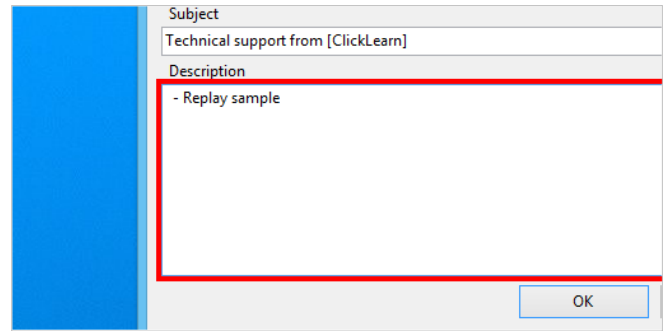 Subject
Technical support from [ClickLearn]
Description
- Replay sample
OK